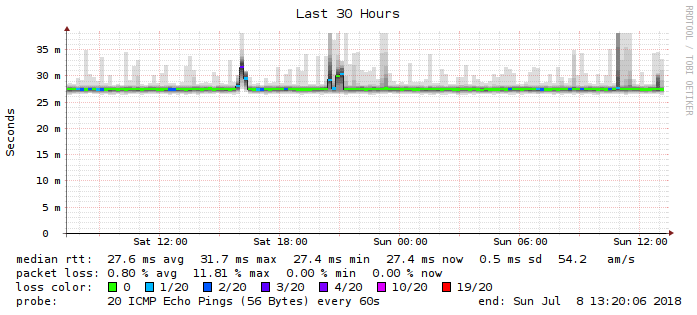 Last 30 Hours
RRDTOOL / TOBI OETIKER
Seconds
35 m
30 m
25 m
20 m
15 m
10 m
5 m
0
Sat 12:00 Sat 18:00 Sun 00:00 Sun 06:00 Sun 12:00
median rtt: 27.6 ms avg 31.7 ms max 27.4 ms min 27.4 ms now 0.5 ms sd 54.2 am/s
packet loss: 0.80 % avg 11.81 % max 0.00 % min 0.00 % now
loss color: 0 1/20 2/20 3/20 4/20 10/20 19/20
probe: 20 ICMP Echo Pings (56 Bytes) every 60s end: Sun Jul 8 13:20:06 2018